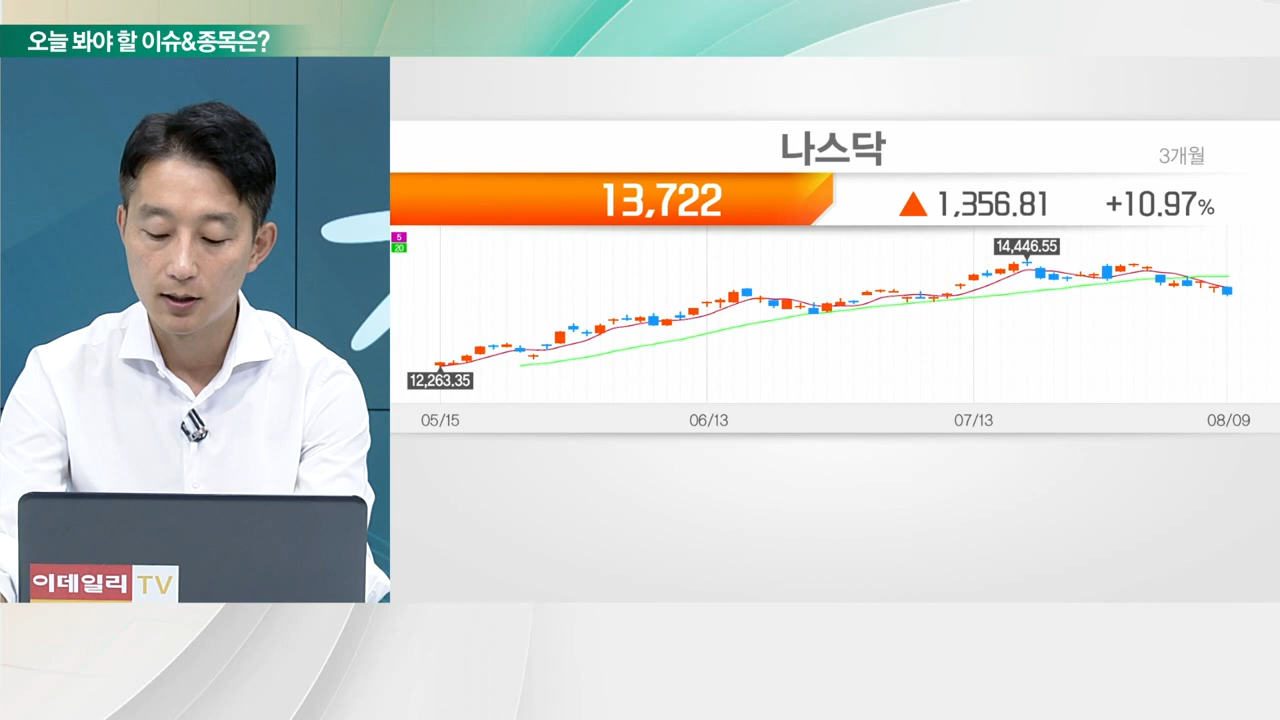 오늘 봐야 할 이슈&종목은?
나스닥
3개월
13,722
▲ 1,356.81
+10.97%
5
20
14,446.55
12,263.35
05/15
06/13
07/13
08/09
이데일리 TV